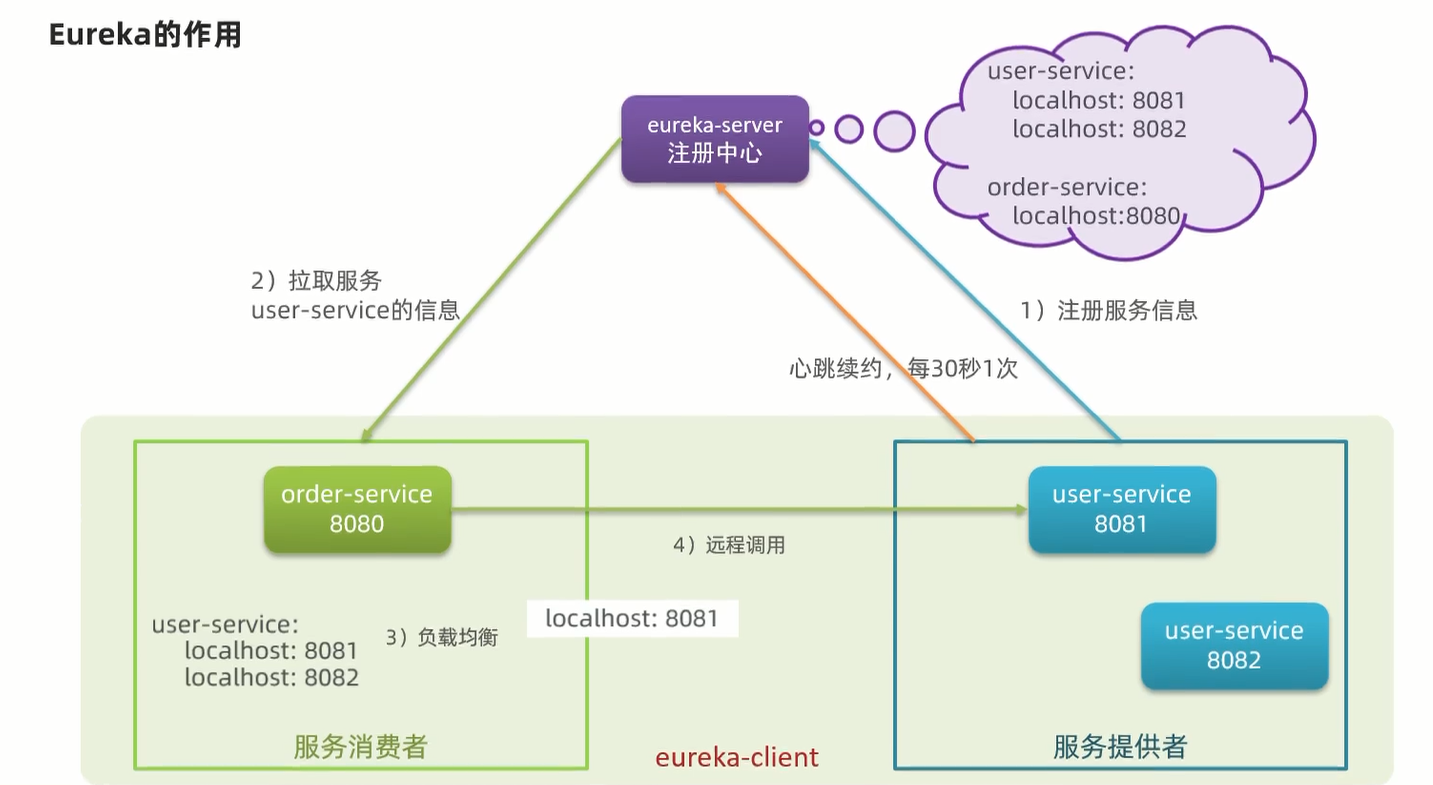 Eureka的作用
eureka-server
注册中心
user-service:
localhost: 8081
localhost: 8082
order-service:
localhost:8080
2）拉取服务
user-service的信息
1）注册服务信息
心跳续约，每30秒1次
order-service
8080
user-service
8081
4）远程调用
user-service:
localhost: 8081
localhost: 8082
3）负载均衡
localhost: 8081
user-service
8082
服务消费者
eureka-client
服务提供者